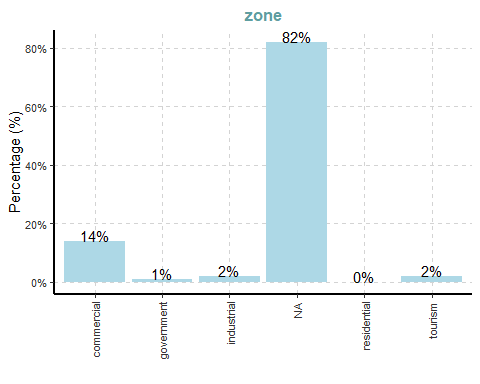 zone
Percentage (%)
80%
60%
40%
20%
0%
14%
1%
2%
82%
0%
2%
commercial
government
industrial
NA
residential
tourism